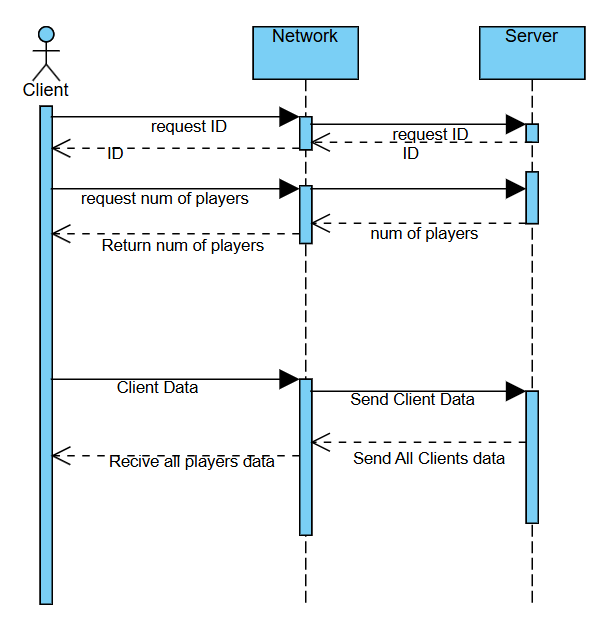 Network
Server
Client
request ID
request ID
ID
ID
request num of players
num of players
Return num of players
Client Data
Send Client Data
Send All Clients data
Recive all players data